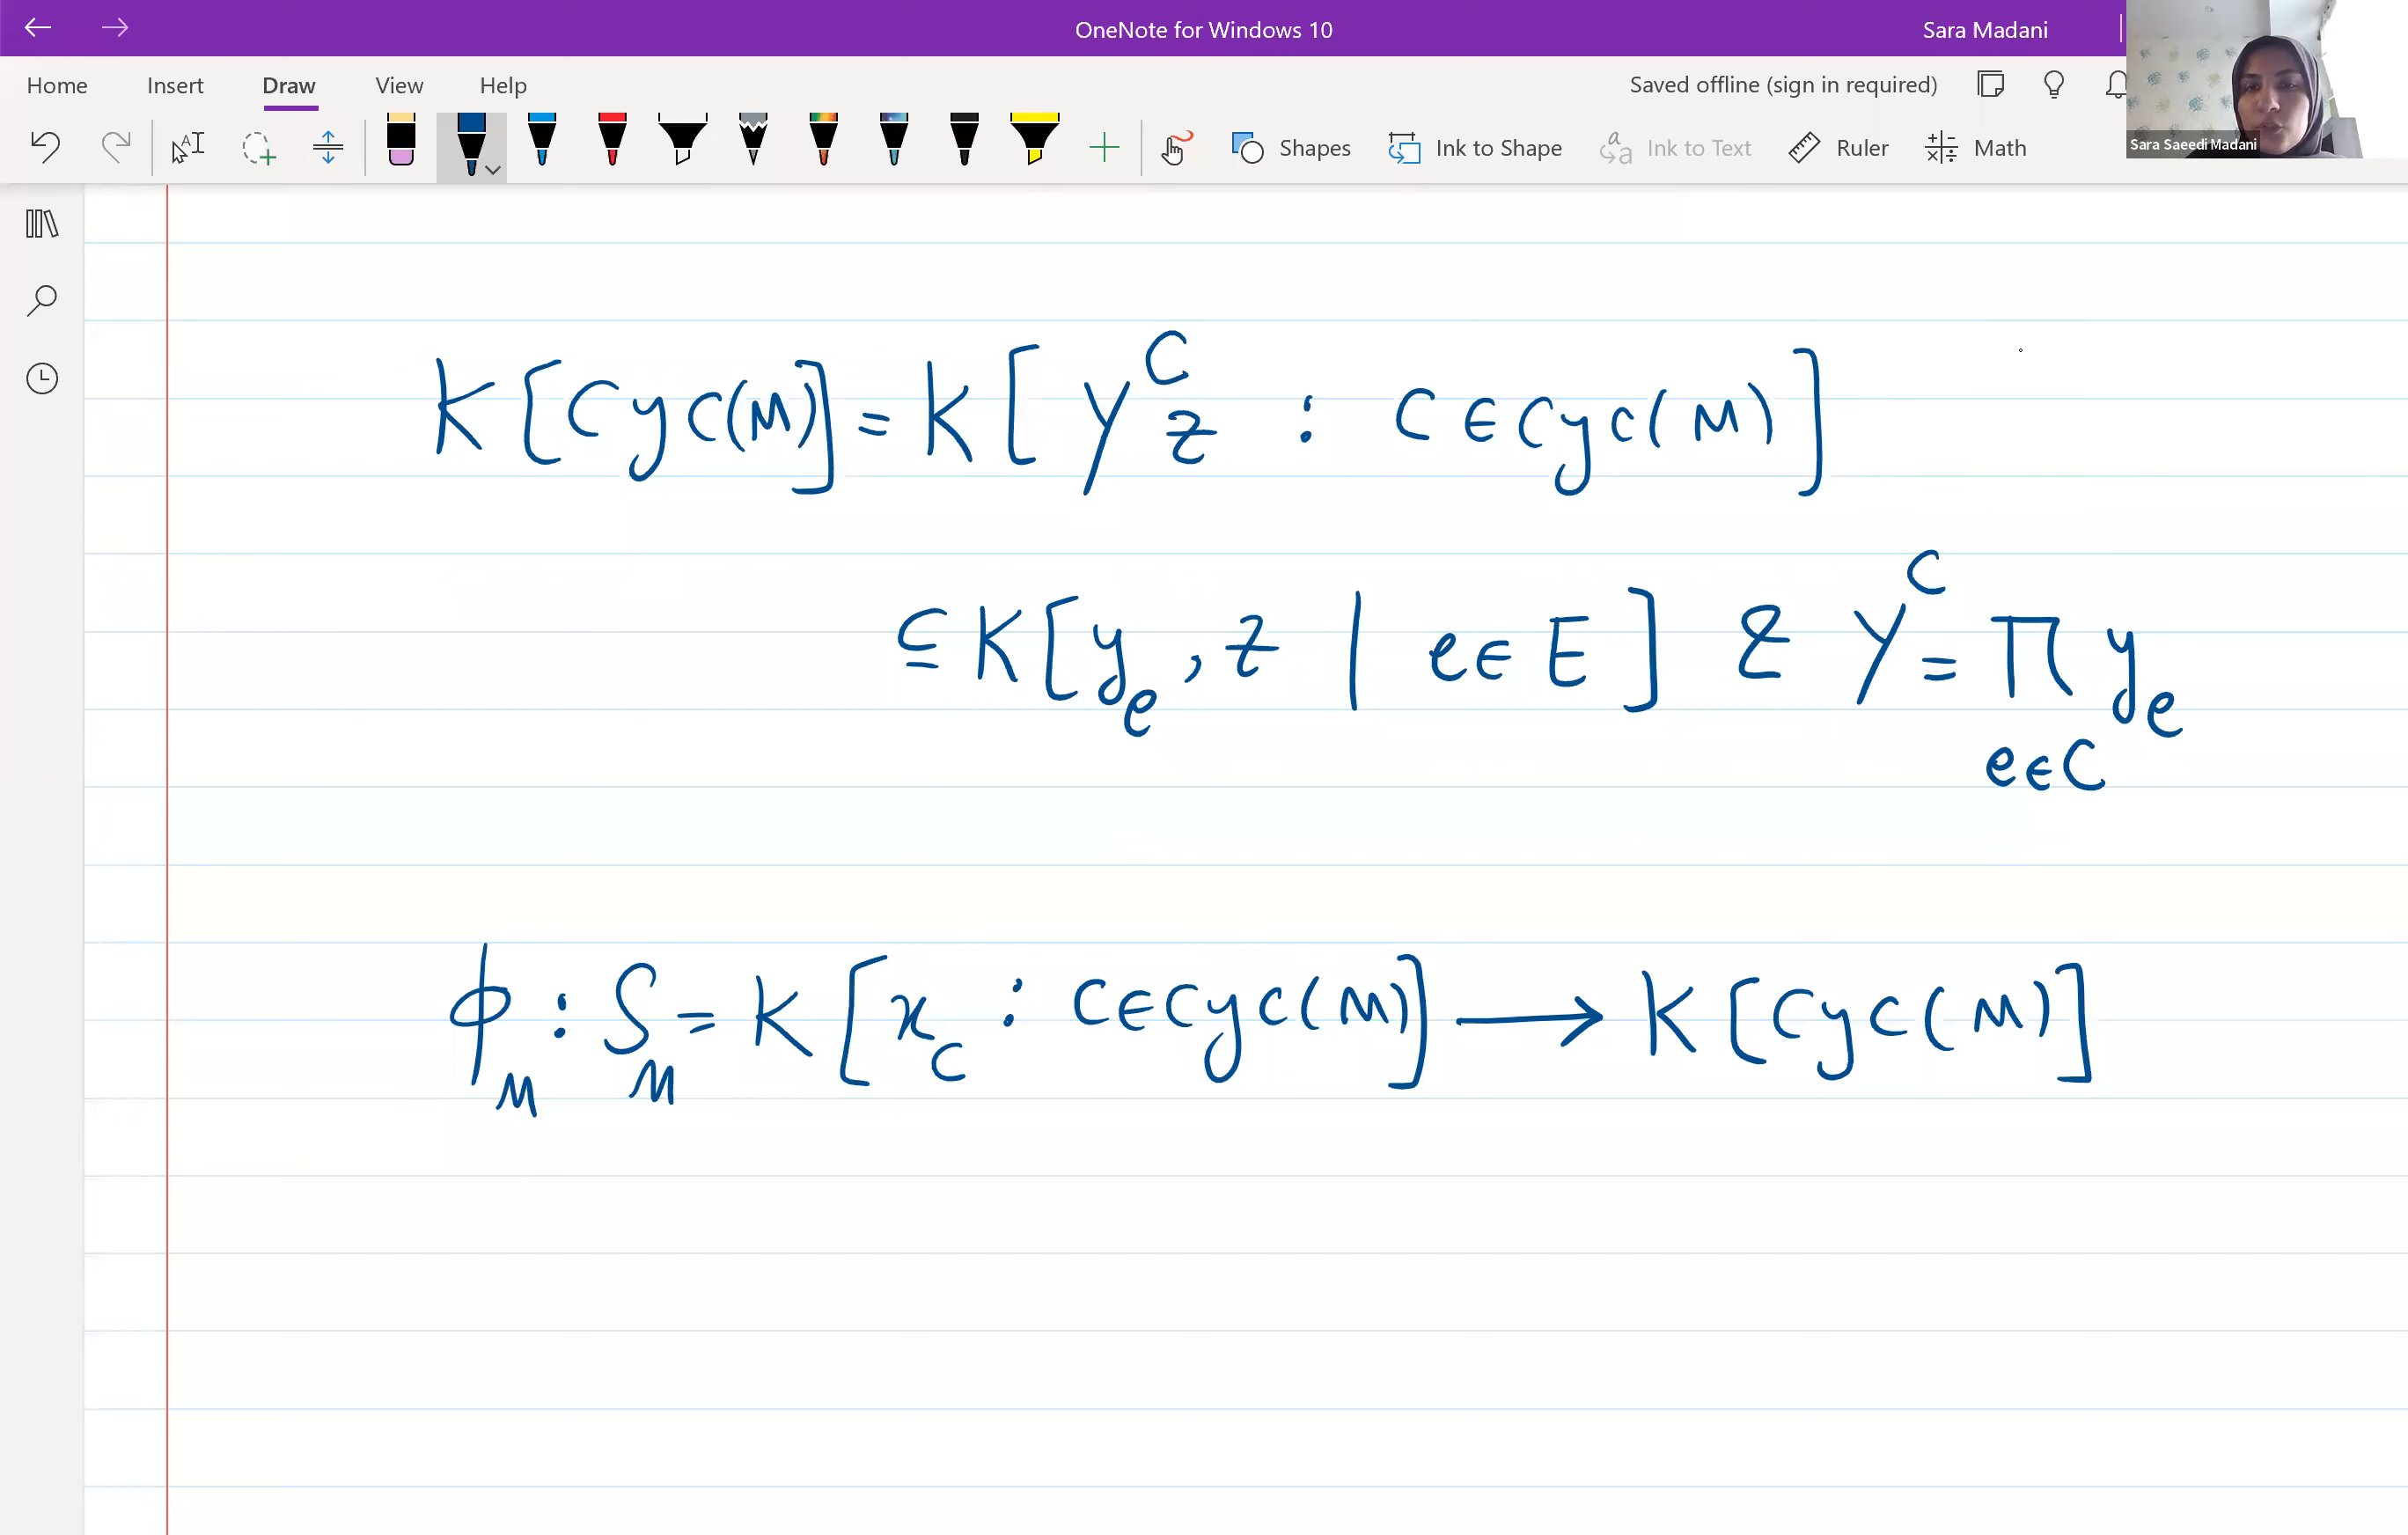 OneNote for Windows 10
Sara Madani
Home Insert Draw View Help
Saved offline (sign in required)
Shapes Ink to Shape Ink to Text Ruler Math
Sara Saeedi Madani
K[Cyc(M)] = K[Y^C z : C ∈ Cyc(M)]
⊆ K[y_e, z | e ∈ E] & Y^C = ∏_{e∈C} y_e
ϕ_M : S_M = K[x_C : C ∈ Cyc(M)] ⟶ K[Cyc(M)]